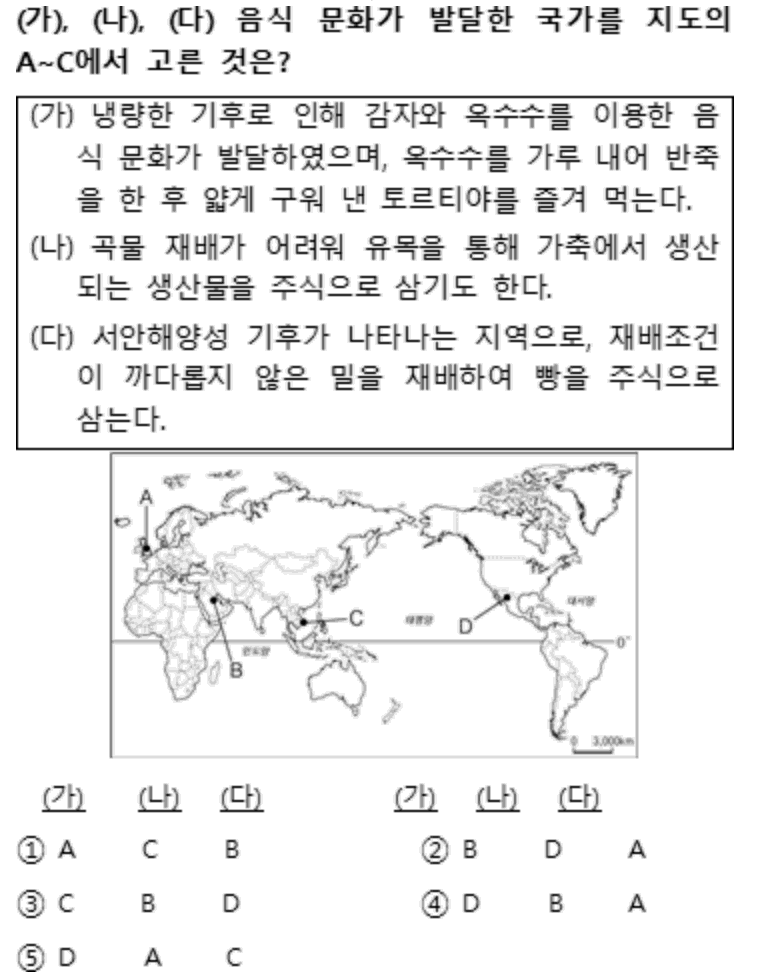 (가), (나), (다) 음식 문화가 발달한 국가를 지도의
A~C에서 고른 것은?
(가) 냉량한 기후로 인해 감자와 옥수수를 이용한 음
식 문화가 발달하였으며, 옥수수를 가루 내어 반죽
을 한 후 얇게 구워 낸 토르티야를 즐겨 먹는다.
(나) 곡물 재배가 어려워 유목을 통해 가축에서 생산
되는 생산물을 주식으로 삼기도 한다.
(다) 서안해양성 기후가 나타나는 지역으로, 재배조건
이 까다롭지 않은 밀을 재배하여 빵을 주식으로
삼는다.
A
대서양
C
태평양
D
0°
인도양
B
0 3,000km
(가) (나) (다) (가) (나) (다)
① A C B ② B D A
③ C B D ④ D B A
⑤ D A C